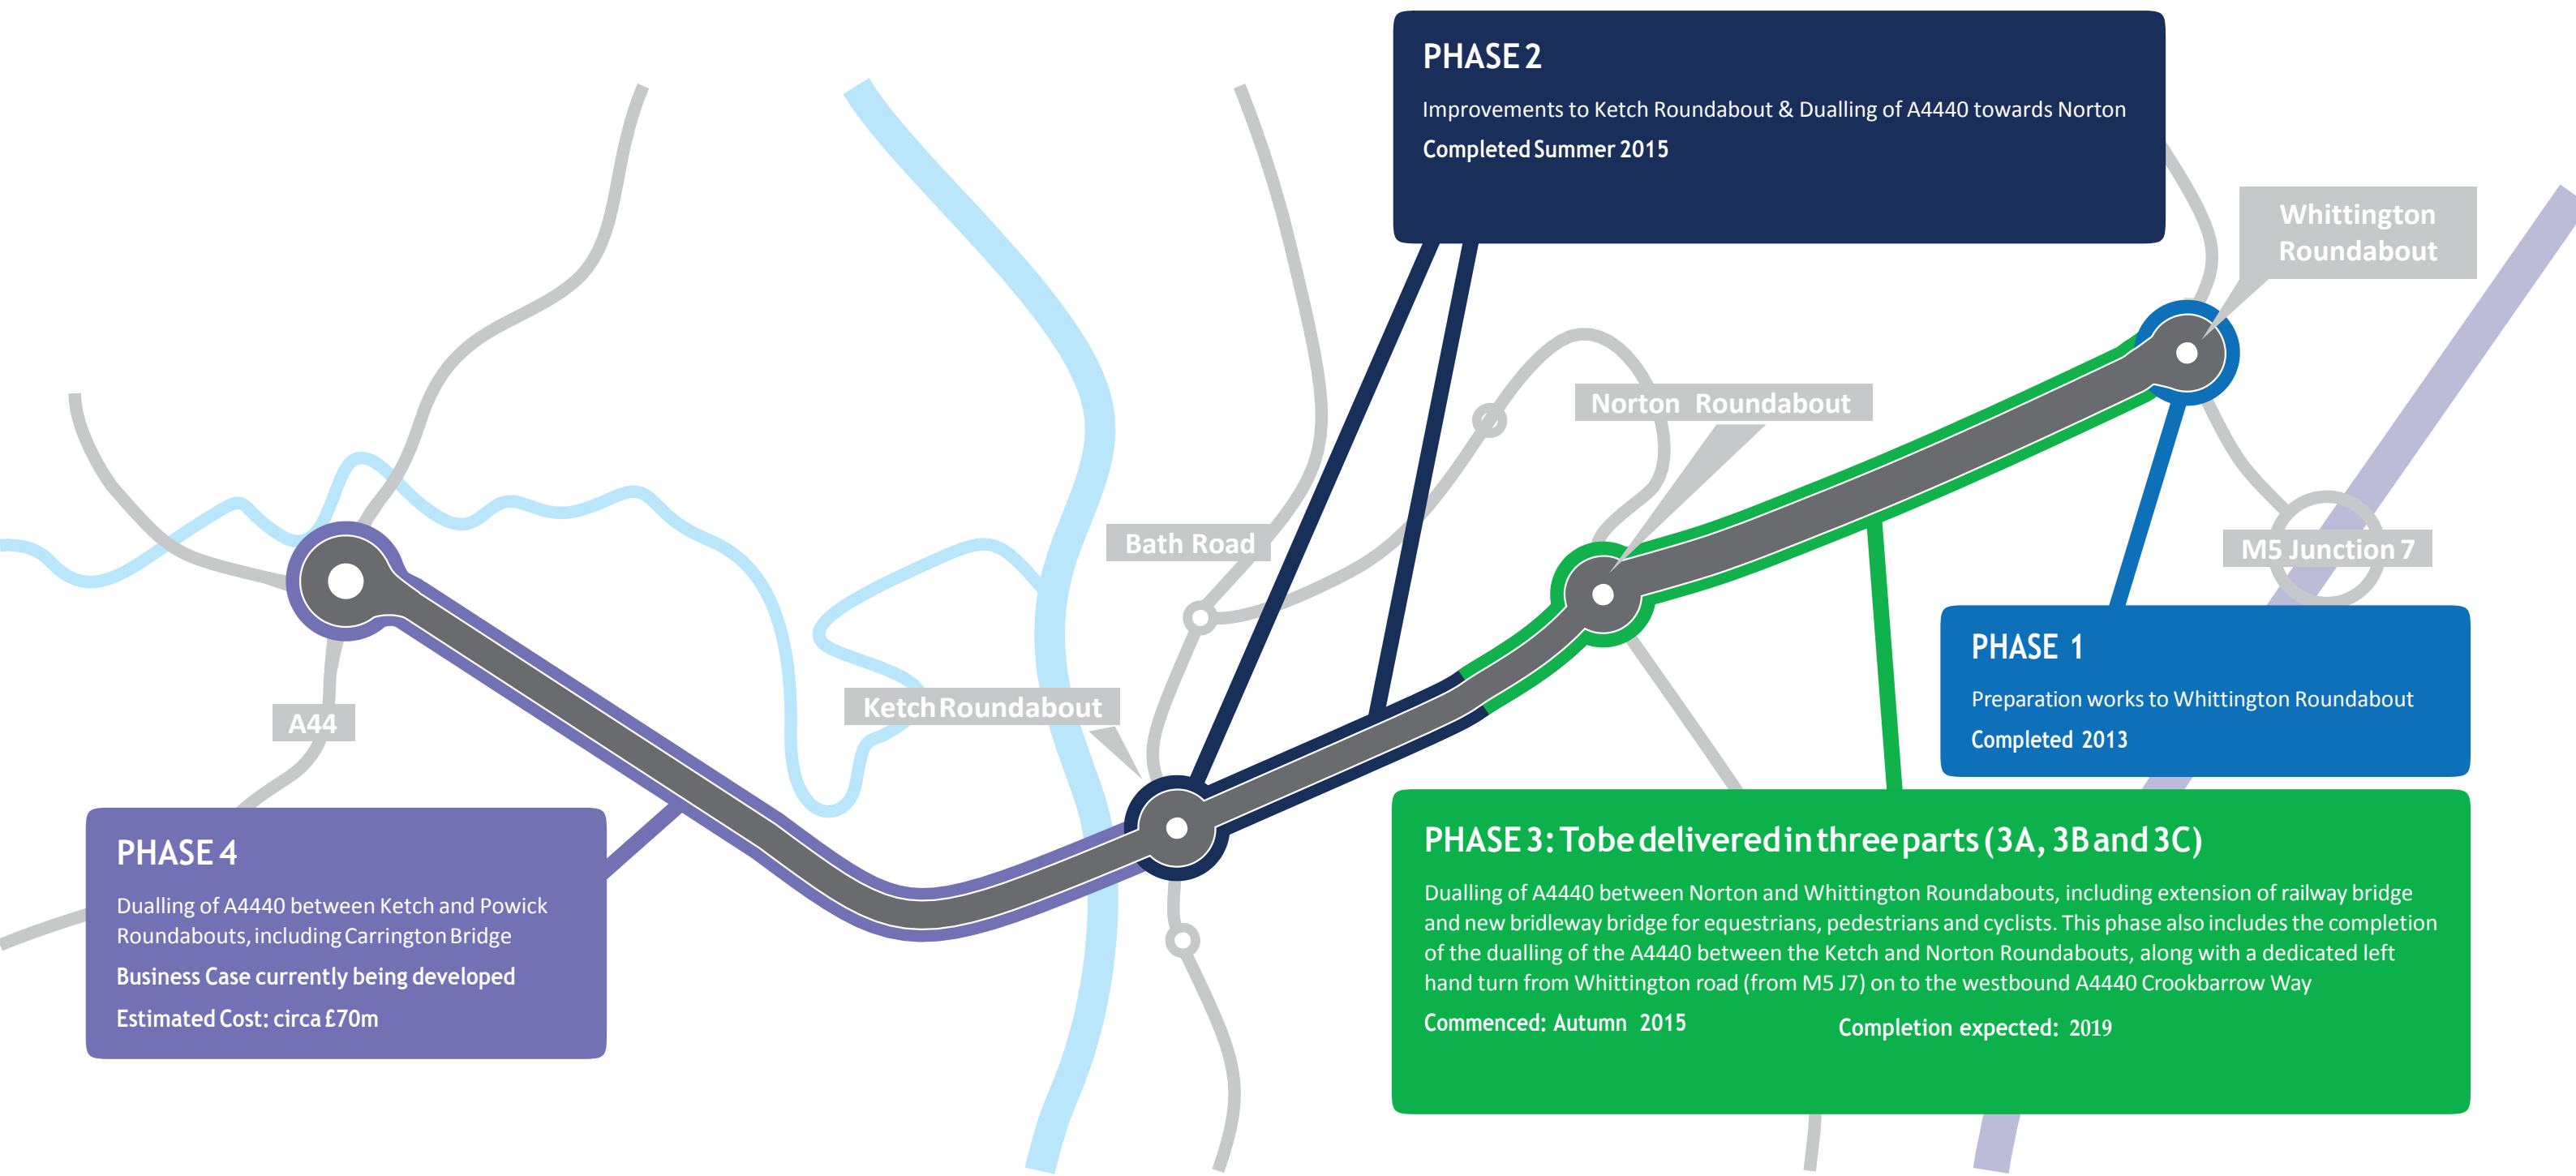 PHASE 2
Improvements to Ketch Roundabout & Dualling of A4440 towards Norton
Completed Summer 2015
Whittington
Roundabout
Norton Roundabout
Bath Road
M5 Junction 7
PHASE 1
Preparation works to Whittington Roundabout
Completed 2013
Ketch Roundabout
A44
PHASE 4
Dualling of A4440 between Ketch and Powick
Roundabouts, including Carrington Bridge
Business Case currently being developed
Estimated Cost: circa £70m
PHASE 3: To be delivered in three parts (3A, 3B and 3C)
Dualling of A4440 between Norton and Whittington Roundabouts, including extension of railway bridge
and new bridleway bridge for equestrians, pedestrians and cyclists. This phase also includes the completion
of the dualling of the A4440 between the Ketch and Norton Roundabouts, along with a dedicated left
hand turn from Whittington road (from M5 J7) on to the westbound A4440 Crookbarrow Way
Commenced: Autumn 2015
Completion expected: 2019